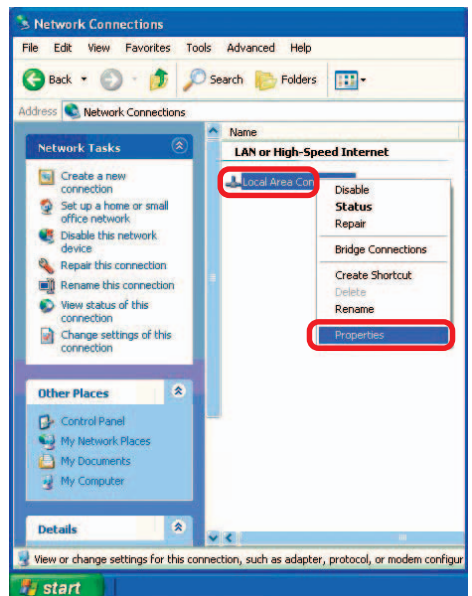 Network Connections
File Edit View Favorites Tools Advanced Help
Back Search Folders
Address Network Connections
Network Tasks
Create a new
connection
Set up a home or small
office network
Disable this network
device
Repair this connection
Rename this connection
View status of this
connection
Change settings of this
connection
Other Places
Control Panel
My Network Places
My Documents
My Computer
Details
Name
LAN or High-Speed Internet
Local Area Con
Disable
Status
Repair
Bridge Connections
Create Shortcut
Delete
Rename
Properties
View or change settings for this connection, such as adapter, protocol, or modem configur
start